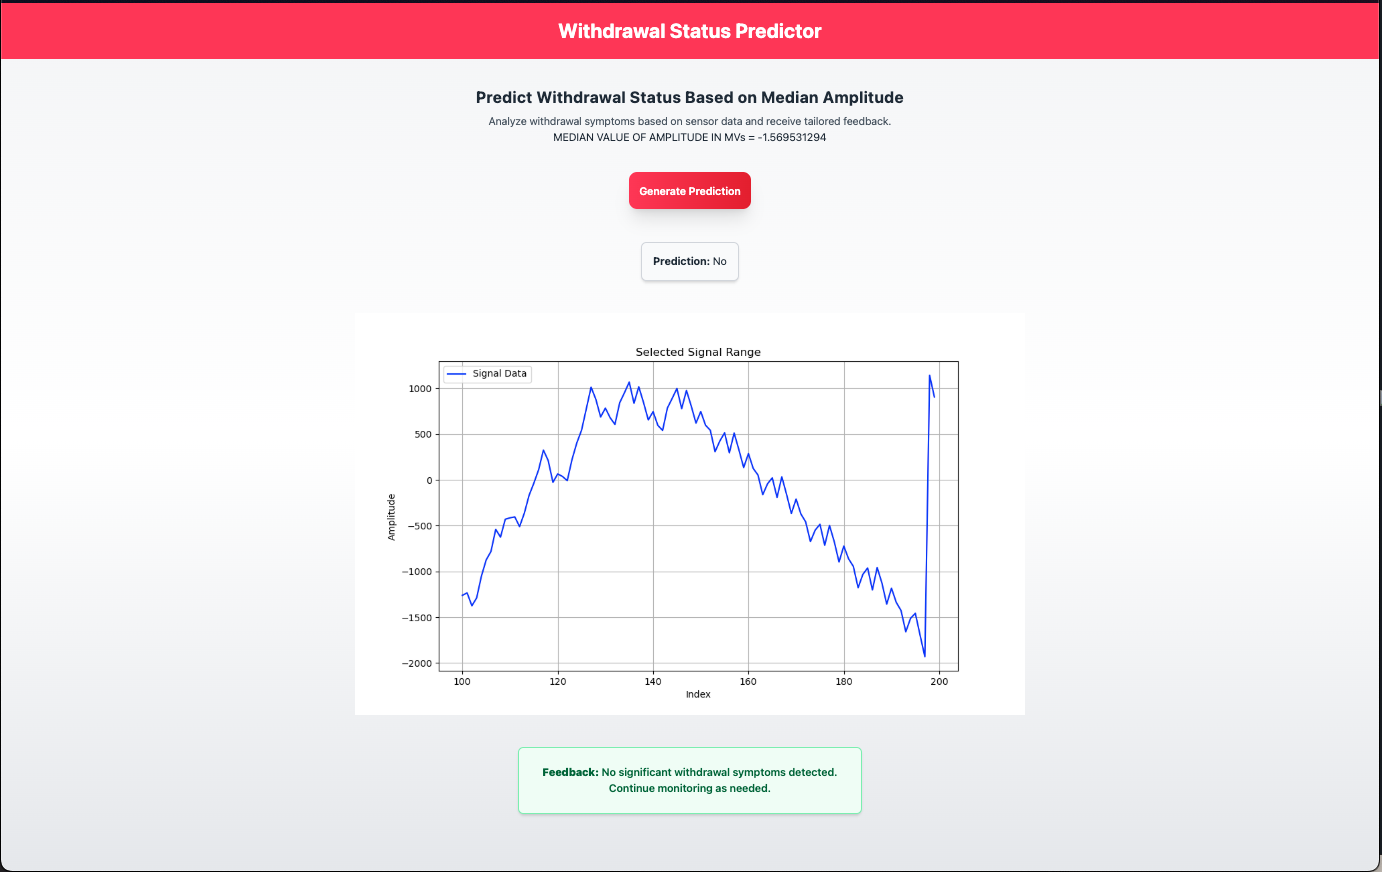 Withdrawal Status Predictor
Predict Withdrawal Status Based on Median Amplitude
Analyze withdrawal symptoms based on sensor data and receive tailored feedback.
MEDIAN VALUE OF AMPLITUDE IN MVs = -1.569531294
Generate Prediction
Prediction: No
Selected Signal Range
Signal Data
1000
500
0
−500
−1000
−1500
−2000
Amplitude
100 120 140 160 180 200
Index
Feedback: No significant withdrawal symptoms detected.
Continue monitoring as needed.